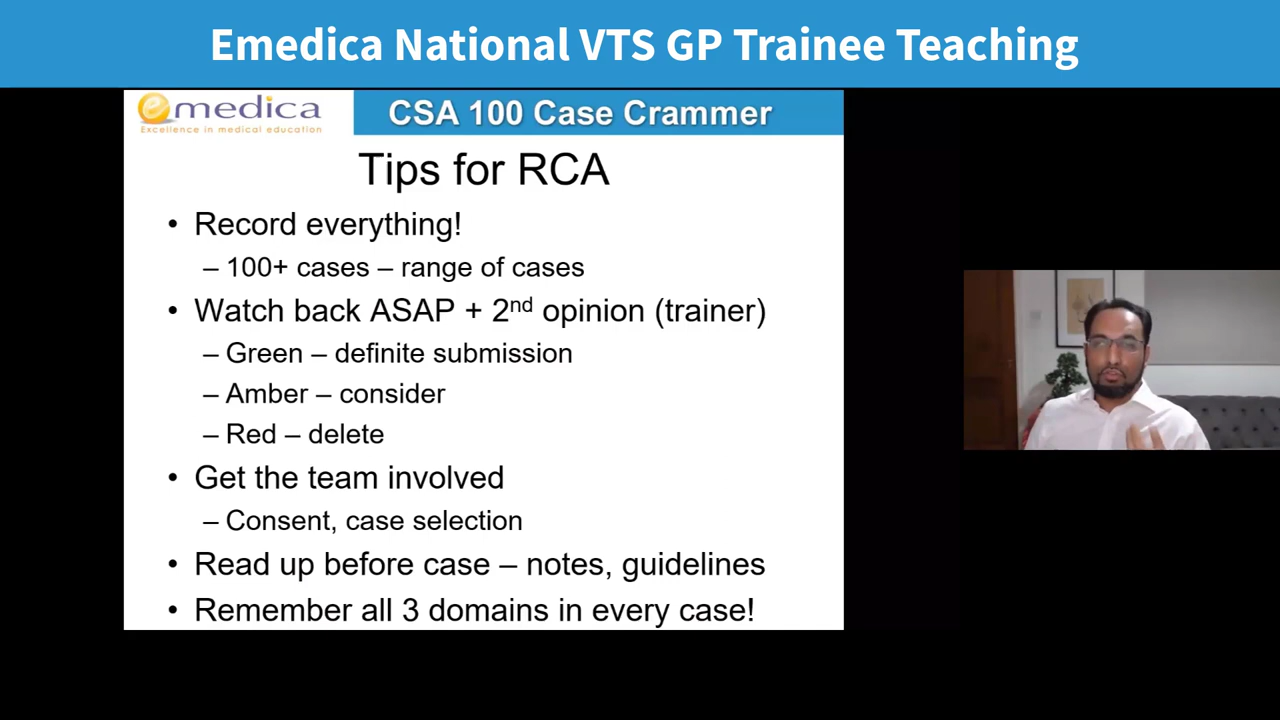 Emedica National VTS GP Trainee Teaching
emedica
Excellence in medical education
CSA 100 Case Crammer
Tips for RCA
• Record everything!
– 100+ cases – range of cases
• Watch back ASAP + 2nd opinion (trainer)
– Green – definite submission
– Amber – consider
– Red – delete
• Get the team involved
– Consent, case selection
• Read up before case – notes, guidelines
• Remember all 3 domains in every case!